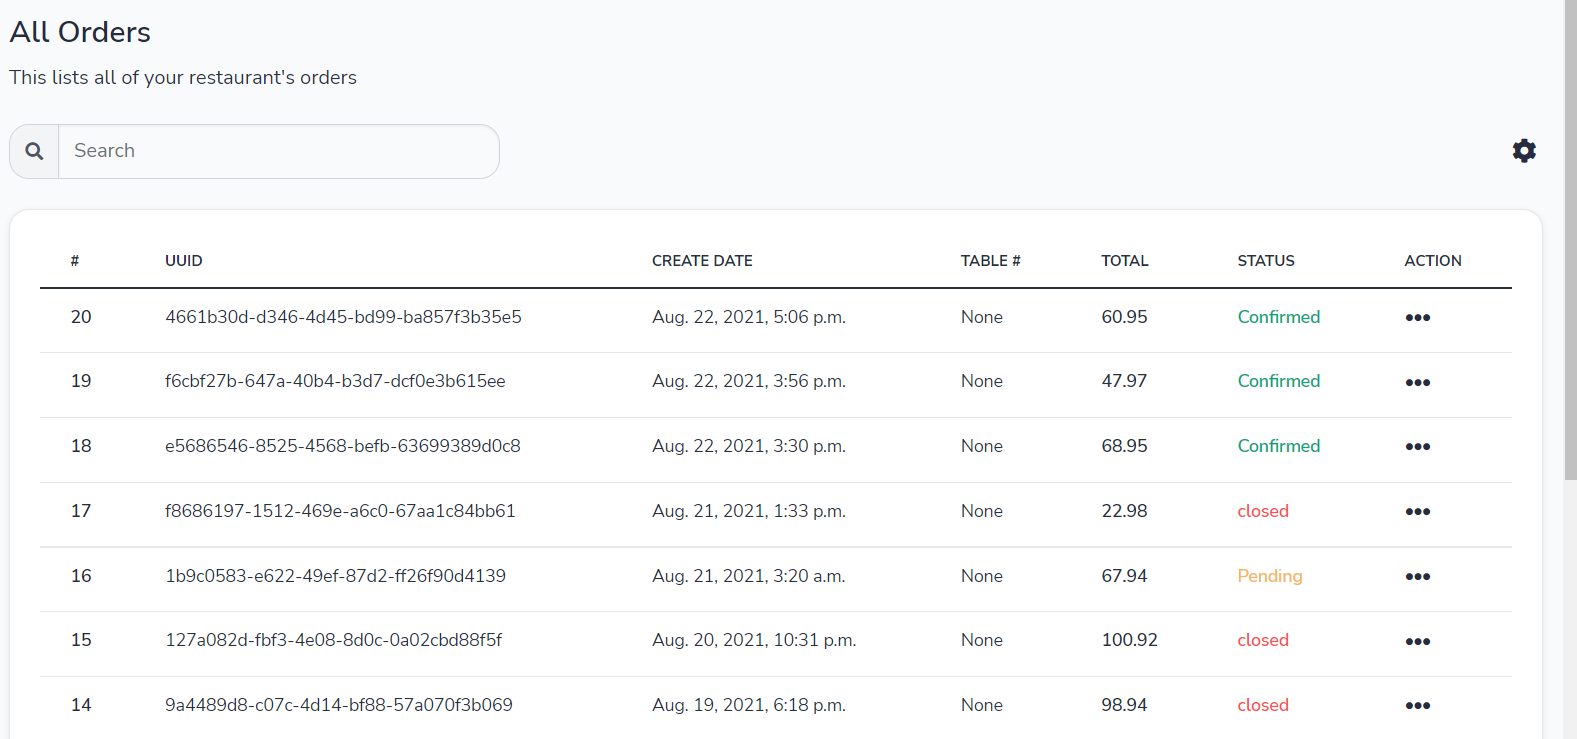 All Orders
This lists all of your restaurant's orders
Search
# UUID CREATE DATE TABLE # TOTAL STATUS ACTION
20 4661b30d-d346-4d45-bd99-ba857f3b35e5 Aug. 22, 2021, 5:06 p.m. None 60.95 Confirmed
19 f6cbf27b-647a-40b4-b3d7-dcf0e3b615ee Aug. 22, 2021, 3:56 p.m. None 47.97 Confirmed
18 e5686546-8525-4568-befb-63699389d0c8 Aug. 22, 2021, 3:30 p.m. None 68.95 Confirmed
17 f8686197-1512-469e-a6c0-67aa1c84bb61 Aug. 21, 2021, 1:33 p.m. None 22.98 closed
16 1b9c0583-e622-49ef-87d2-ff26f90d4139 Aug. 21, 2021, 3:20 a.m. None 67.94 Pending
15 127a082d-fbf3-4e08-8d0c-0a02cbd88f5f Aug. 20, 2021, 10:31 p.m. None 100.92 closed
14 9a4489d8-c07c-4d14-bf88-57a070f3b069 Aug. 19, 2021, 6:18 p.m. None 98.94 closed